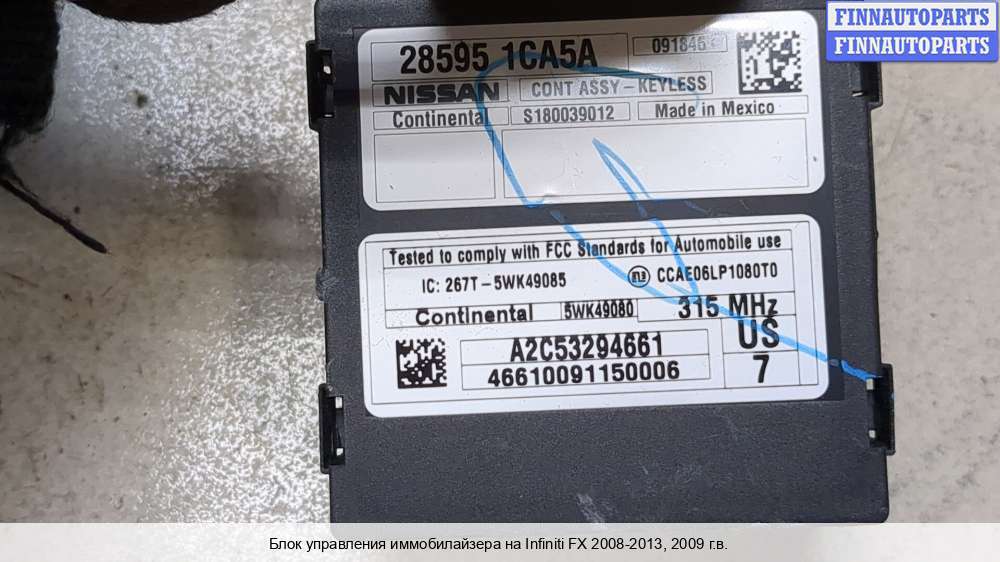 FINNAUTOPARTS
FINNAUTOPARTS
28595 1CA5A
NISSAN CONT ASSY-KEYLESS
Continental S180039012 Made in Mexico
Tested to comply with FCC Standards for Automobile use
IC: 267T-5WK49085 CCAE06LP1080T0
Continental 5WK49080 315 MHz
A2C53294661 US
46610091150006 7
Блок управления иммобилайзера на Infiniti FX 2008-2013, 2009 г.в.